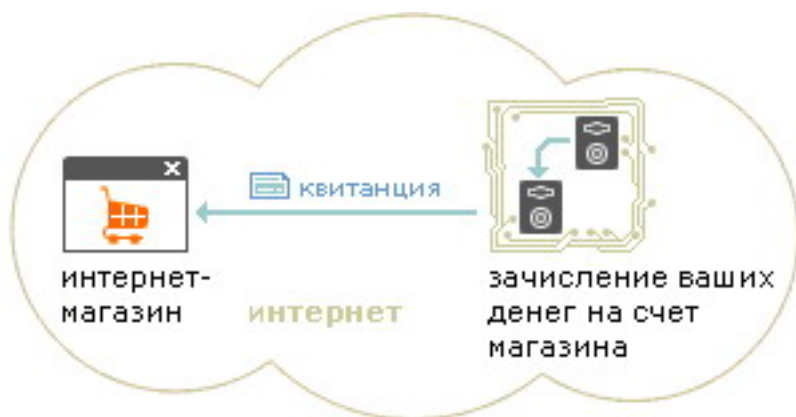 квитанция
интернет-
магазин
интернет
зачисление ваших
денег на счет
магазина